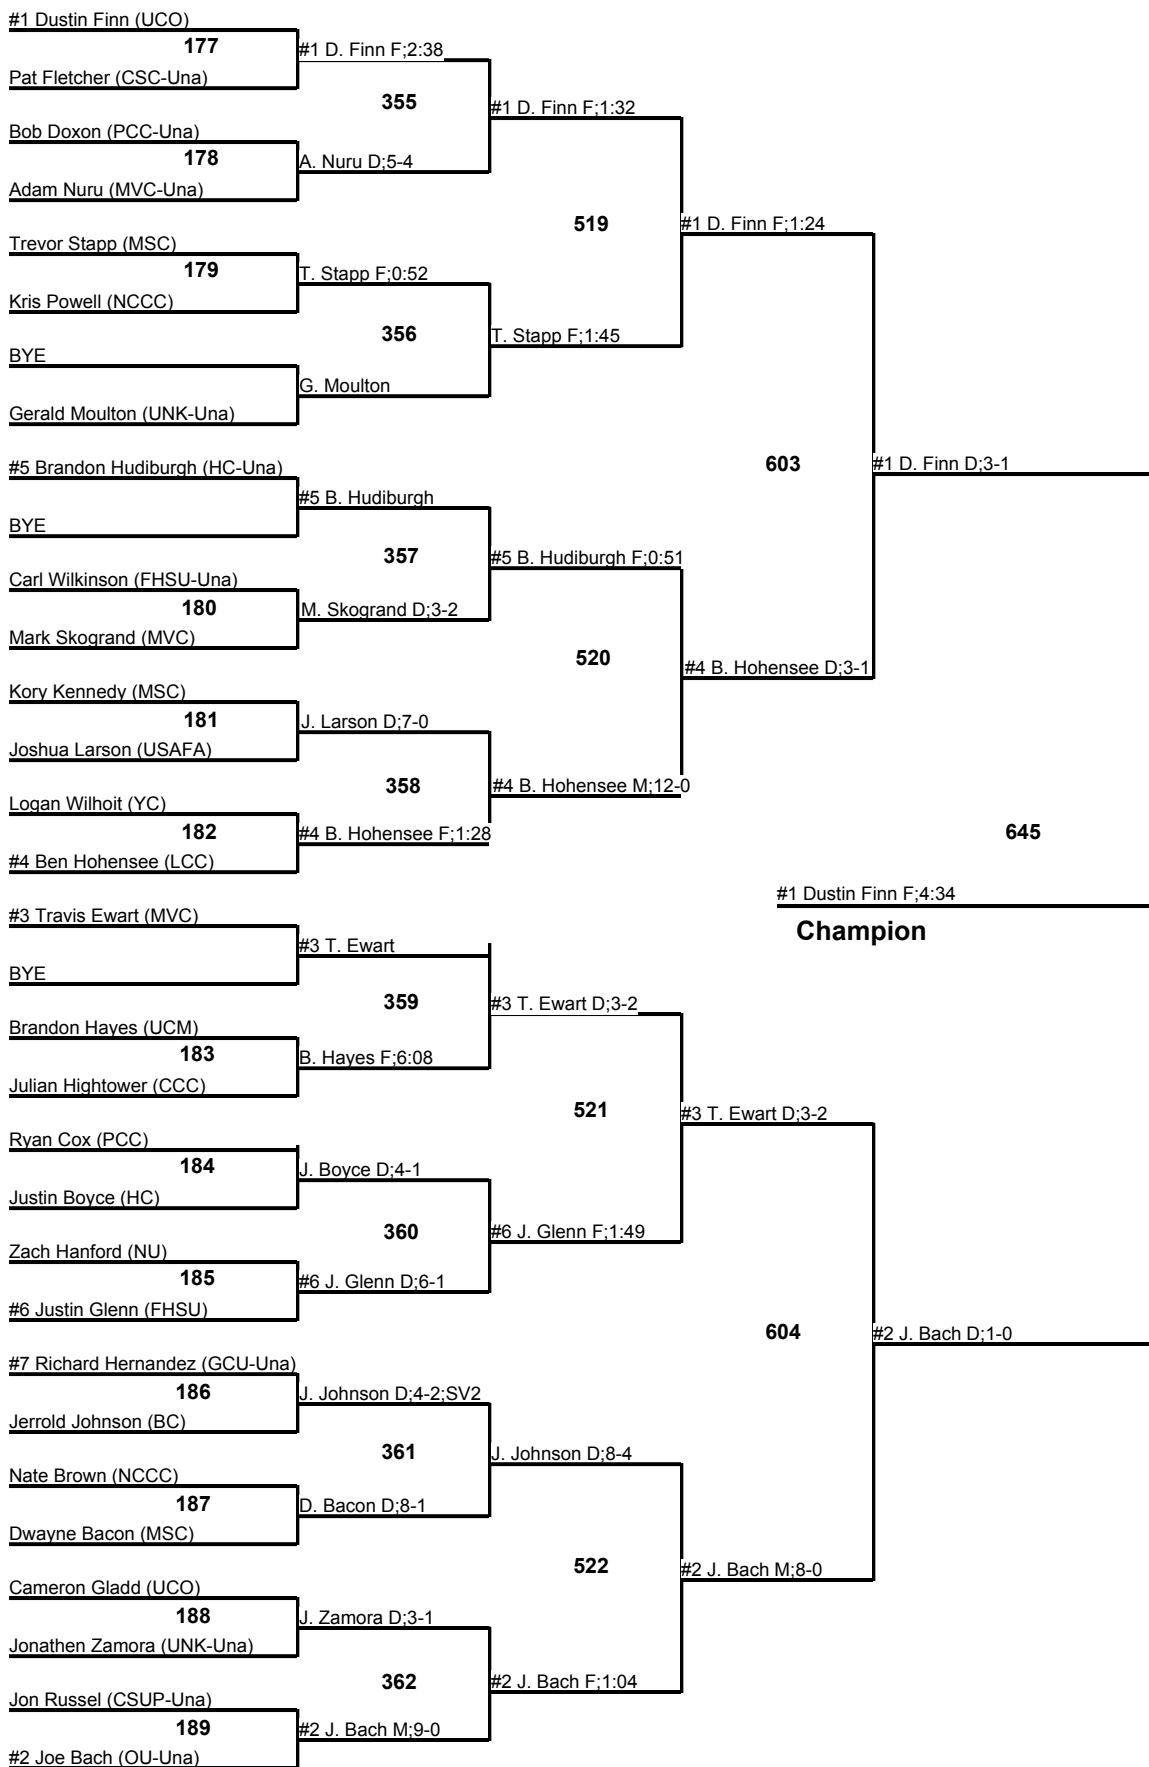 #1 Dustin Finn (UCO)
177
#1 D. Finn F;2:38
Pat Fletcher (CSC-Una)
355
#1 D. Finn F;1:32
Bob Doxon (PCC-Una)
178
A. Nuru D;5-4
Adam Nuru (MVC-Una)
519
#1 D. Finn F;1:24
Trevor Stapp (MSC)
179
T. Stapp F;0:52
Kris Powell (NCCC)
356
T. Stapp F;1:45
BYE
G. Moulton
Gerald Moulton (UNK-Una)
603
#1 D. Finn D;3-1
#5 Brandon Hudiburgh (HC-Una)
#5 B. Hudiburgh
BYE
357
#5 B. Hudiburgh F;0:51
Carl Wilkinson (FHSU-Una)
180
M. Skogrand D;3-2
Mark Skogrand (MVC)
520
#4 B. Hohensee D;3-1
Kory Kennedy (MSC)
181
J. Larson D;7-0
Joshua Larson (USAFA)
358
#4 B. Hohensee M;12-0
Logan Wilhoit (YC)
182
#4 B. Hohensee F;1:28
#4 Ben Hohensee (LCC)
645
#1 Dustin Finn F;4:34
Champion
#3 Travis Ewart (MVC)
#3 T. Ewart
BYE
359
#3 T. Ewart D;3-2
Brandon Hayes (UCM)
183
B. Hayes F;6:08
Julian Hightower (CCC)
521
#3 T. Ewart D;3-2
Ryan Cox (PCC)
184
J. Boyce D;4-1
Justin Boyce (HC)
360
#6 J. Glenn F;1:49
Zach Hanford (NU)
185
#6 J. Glenn D;6-1
#6 Justin Glenn (FHSU)
604
#2 J. Bach D;1-0
#7 Richard Hernandez (GCU-Una)
186
J. Johnson D;4-2;SV2
Jerrold Johnson (BC)
361
J. Johnson D;8-4
Nate Brown (NCCC)
187
D. Bacon D;8-1
Dwayne Bacon (MSC)
522
#2 J. Bach M;8-0
Cameron Gladd (UCO)
188
J. Zamora D;3-1
Jonathen Zamora (UNK-Una)
362
#2 J. Bach F;1:04
Jon Russel (CSUP-Una)
189
#2 J. Bach M;9-0
#2 Joe Bach (OU-Una)